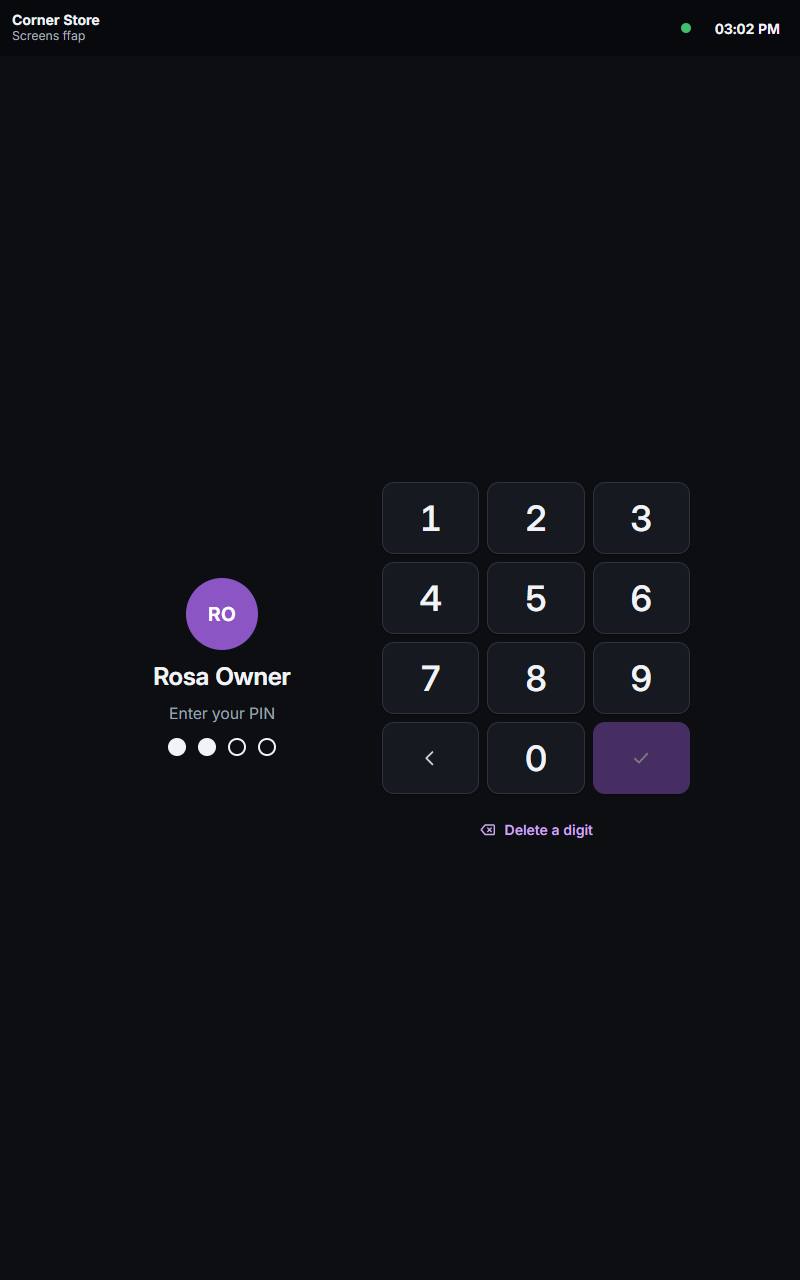 Corner Store
Screens ffap
03:02 PM
1 2 3
4 5 6
7 8 9
0
RO
Rosa Owner
Enter your PIN
Delete a digit